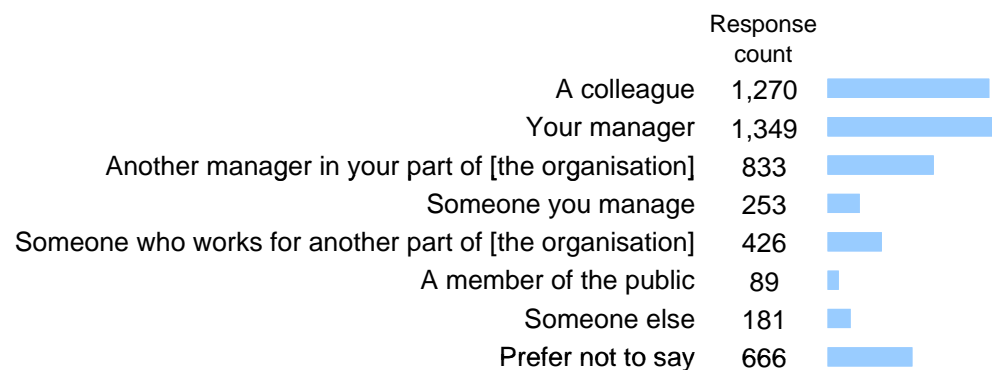 Response
count
A colleague 1,270
Your manager 1,349
Another manager in your part of [the organisation] 833
Someone you manage 253
Someone who works for another part of [the organisation] 426
A member of the public 89
Someone else 181
Prefer not to say 666